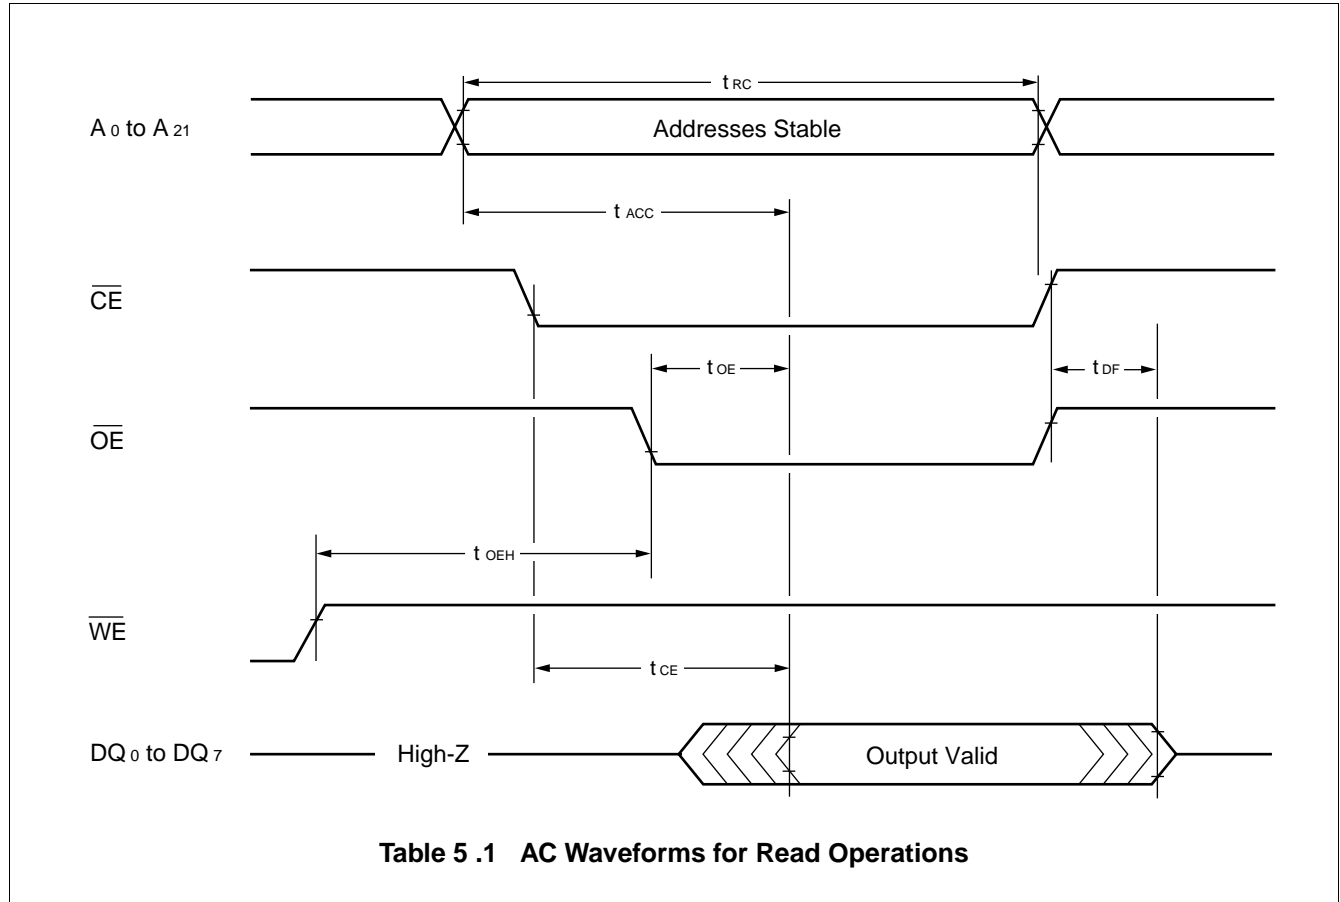 t RC
A 0 to A 21
Addresses Stable
t ACC
CE
t OE
t DF
OE
t OEH
WE
t CE
DQ 0 to DQ 7
High-Z
Output Valid
Table 5 .1 AC Waveforms for Read Operations